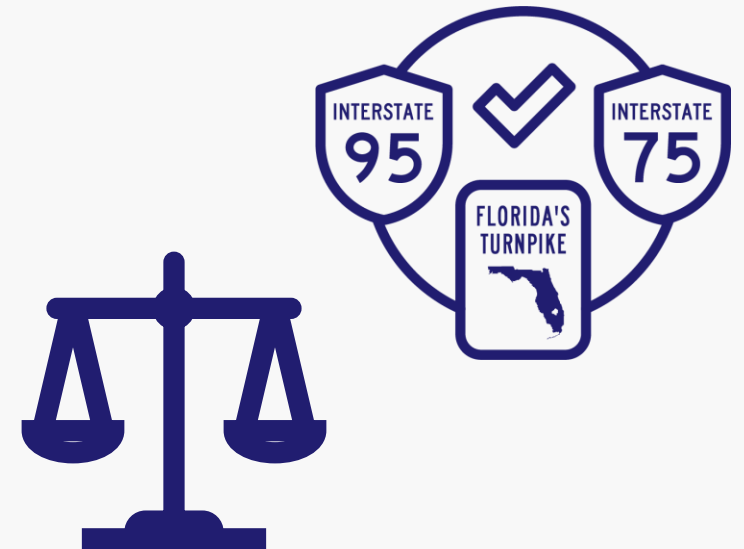 INTERSTATE
95
INTERSTATE
75
FLORIDA'S
TURNPIKE